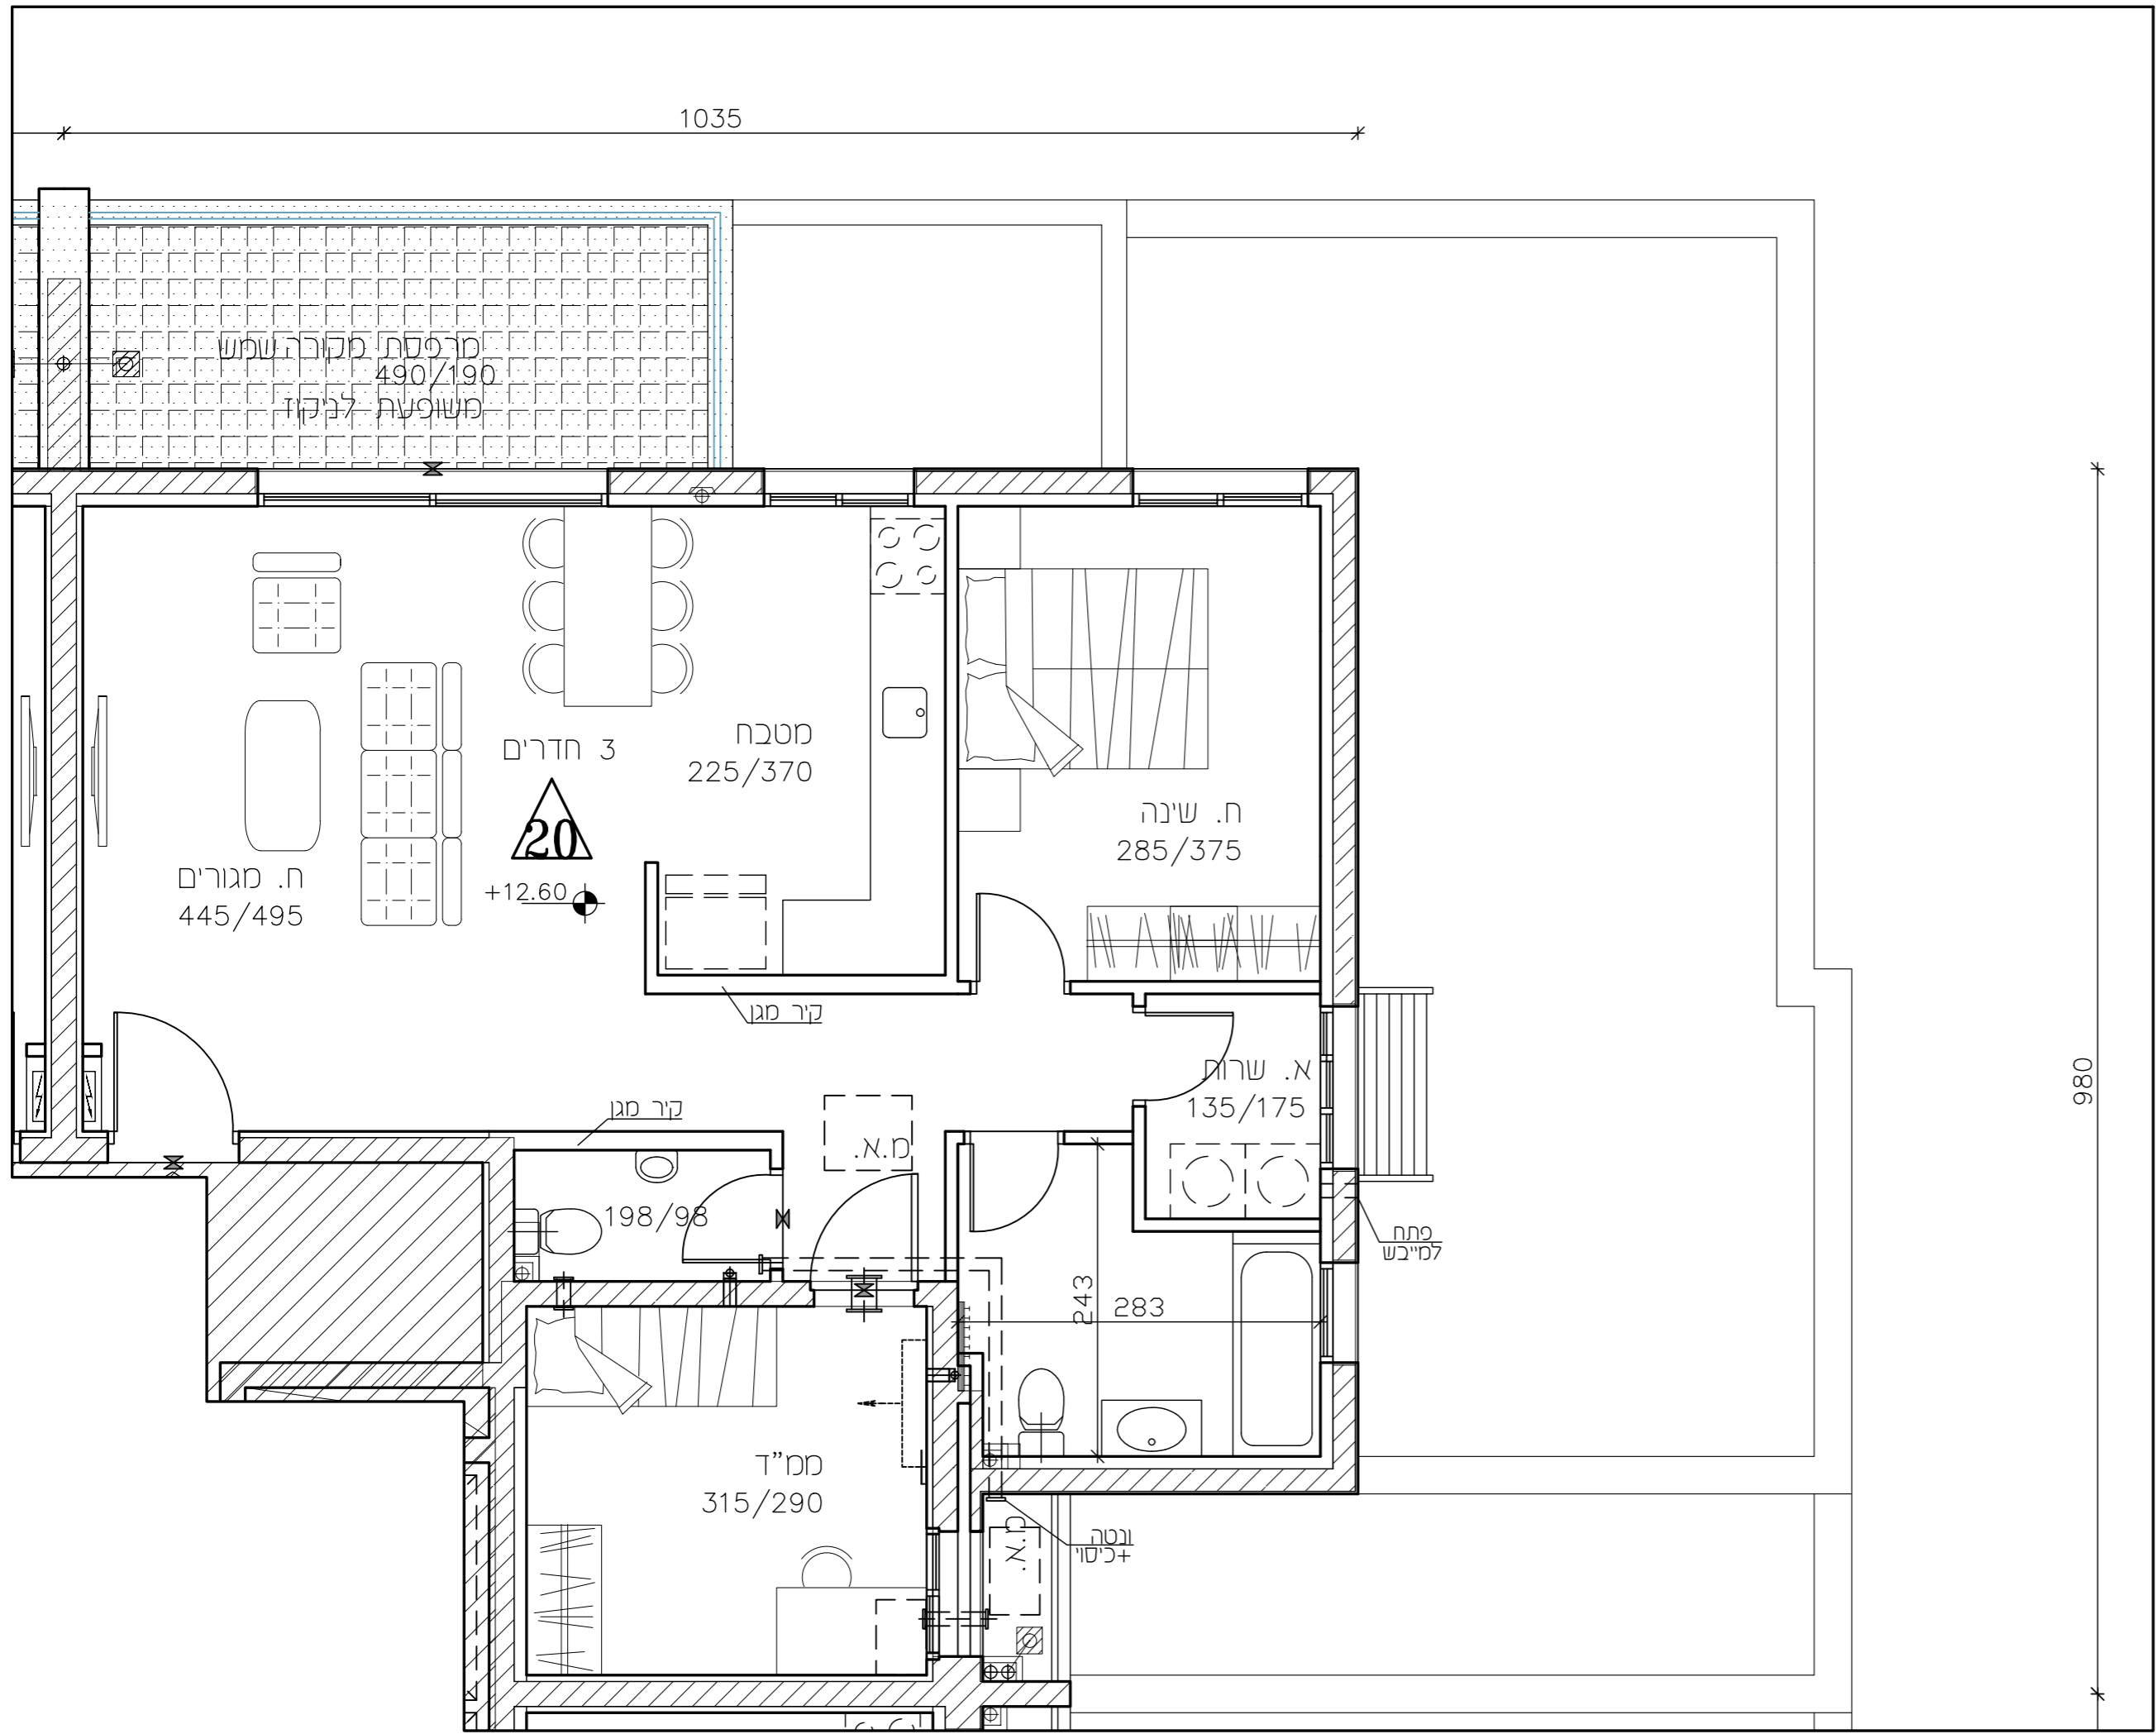 1035
מרפסת מקורה שמש
490/190
משופעת לניקוז
3 חדרים
20
+12.60
מטבח
225/370
ח. שינה
285/375
ח. מגורים
445/495
קיר מגן
א. שרות
135/175
980
קיר מגן
מ.א.
198/98
פתח
למייבש
243
283
ממ"ד
315/290
מ.א.
ונטה
+כיסוי